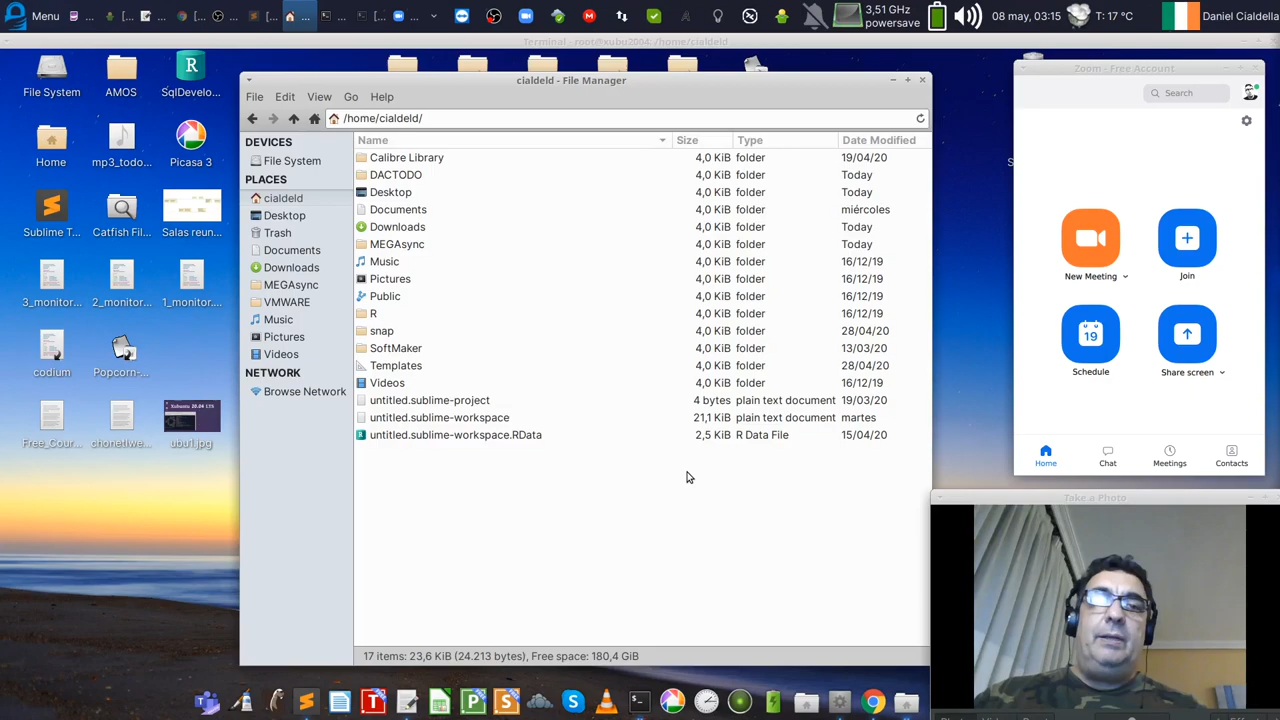 Menu
3,51 GHz
powersave
08 may, 03:15
T: 17 °C
Daniel Cialdella
Terminal - root@xubu2004: /home/cialdeld
File System
AMOS
SqlDevelo...
Home
mp3_todo...
Picasa 3
Sublime T...
Catfish Fil...
Salas reun...
3_monitor...
2_monitor...
1_monitor....
codium
Popcorn-...
Free_Cour...
chonetiwe...
ubu1.jpg
cialdeld - File Manager
File Edit View Go Help
/home/cialdeld/
DEVICES
File System
PLACES
cialdeld
Desktop
Trash
Documents
Downloads
MEGAsync
VMWARE
Music
Pictures
Videos
NETWORK
Browse Network
Name Size Type Date Modified
Calibre Library 4,0 KiB folder 19/04/20
DACTODO 4,0 KiB folder Today
Desktop 4,0 KiB folder Today
Documents 4,0 KiB folder miércoles
Downloads 4,0 KiB folder Today
MEGAsync 4,0 KiB folder Today
Music 4,0 KiB folder 16/12/19
Pictures 4,0 KiB folder 16/12/19
Public 4,0 KiB folder 16/12/19
R 4,0 KiB folder 16/12/19
snap 4,0 KiB folder 28/04/20
SoftMaker 4,0 KiB folder 13/03/20
Templates 4,0 KiB folder 28/04/20
Videos 4,0 KiB folder 16/12/19
untitled.sublime-project 4 bytes plain text document 19/03/20
untitled.sublime-workspace 21,1 KiB plain text document martes
untitled.sublime-workspace.RData 2,5 KiB R Data File 15/04/20
17 items: 23,6 KiB (24.213 bytes), Free space: 180,4 GiB
Zoom - Free Account
Search
New Meeting
Join
19
Schedule
Share screen
Home
Chat
Meetings
Contacts
Take a Photo